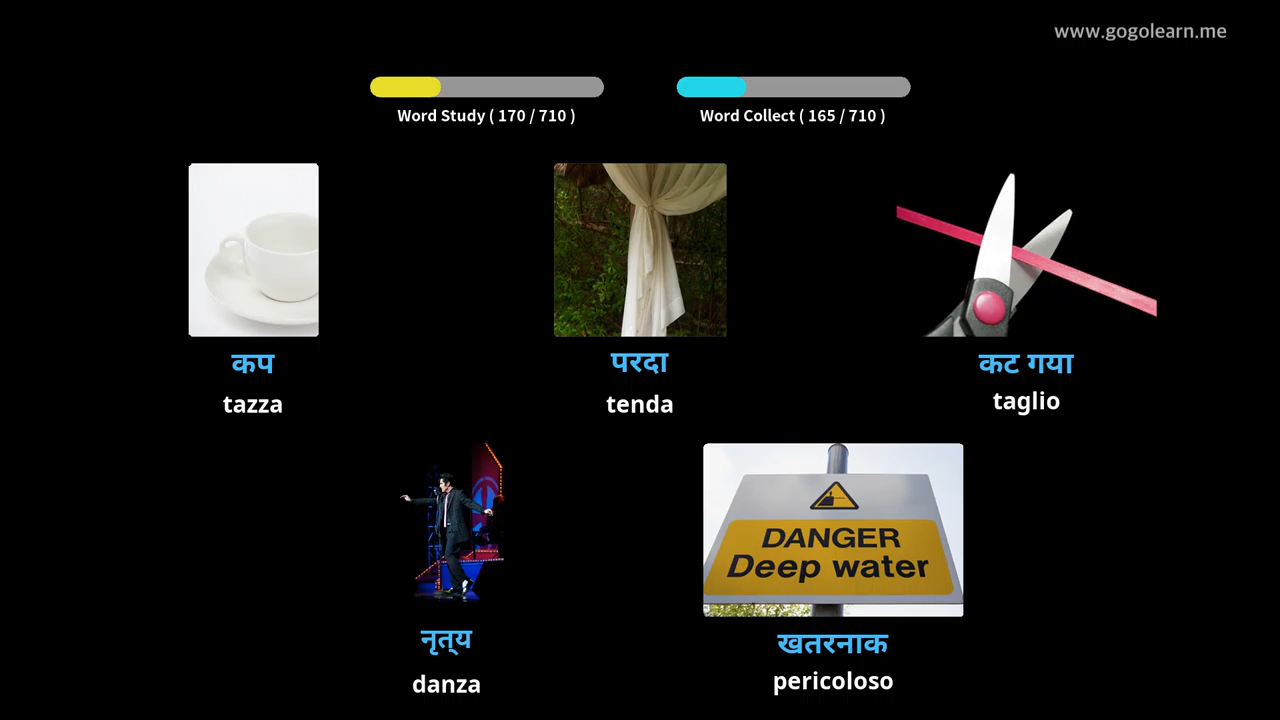 www.gogolearn.me
Word Study ( 170 / 710 )
Word Collect ( 165 / 710 )
कप
tazza
परदा
tenda
कट गया
taglio
नृत्य
danza
DANGER
Deep water
खतरनाक
pericoloso